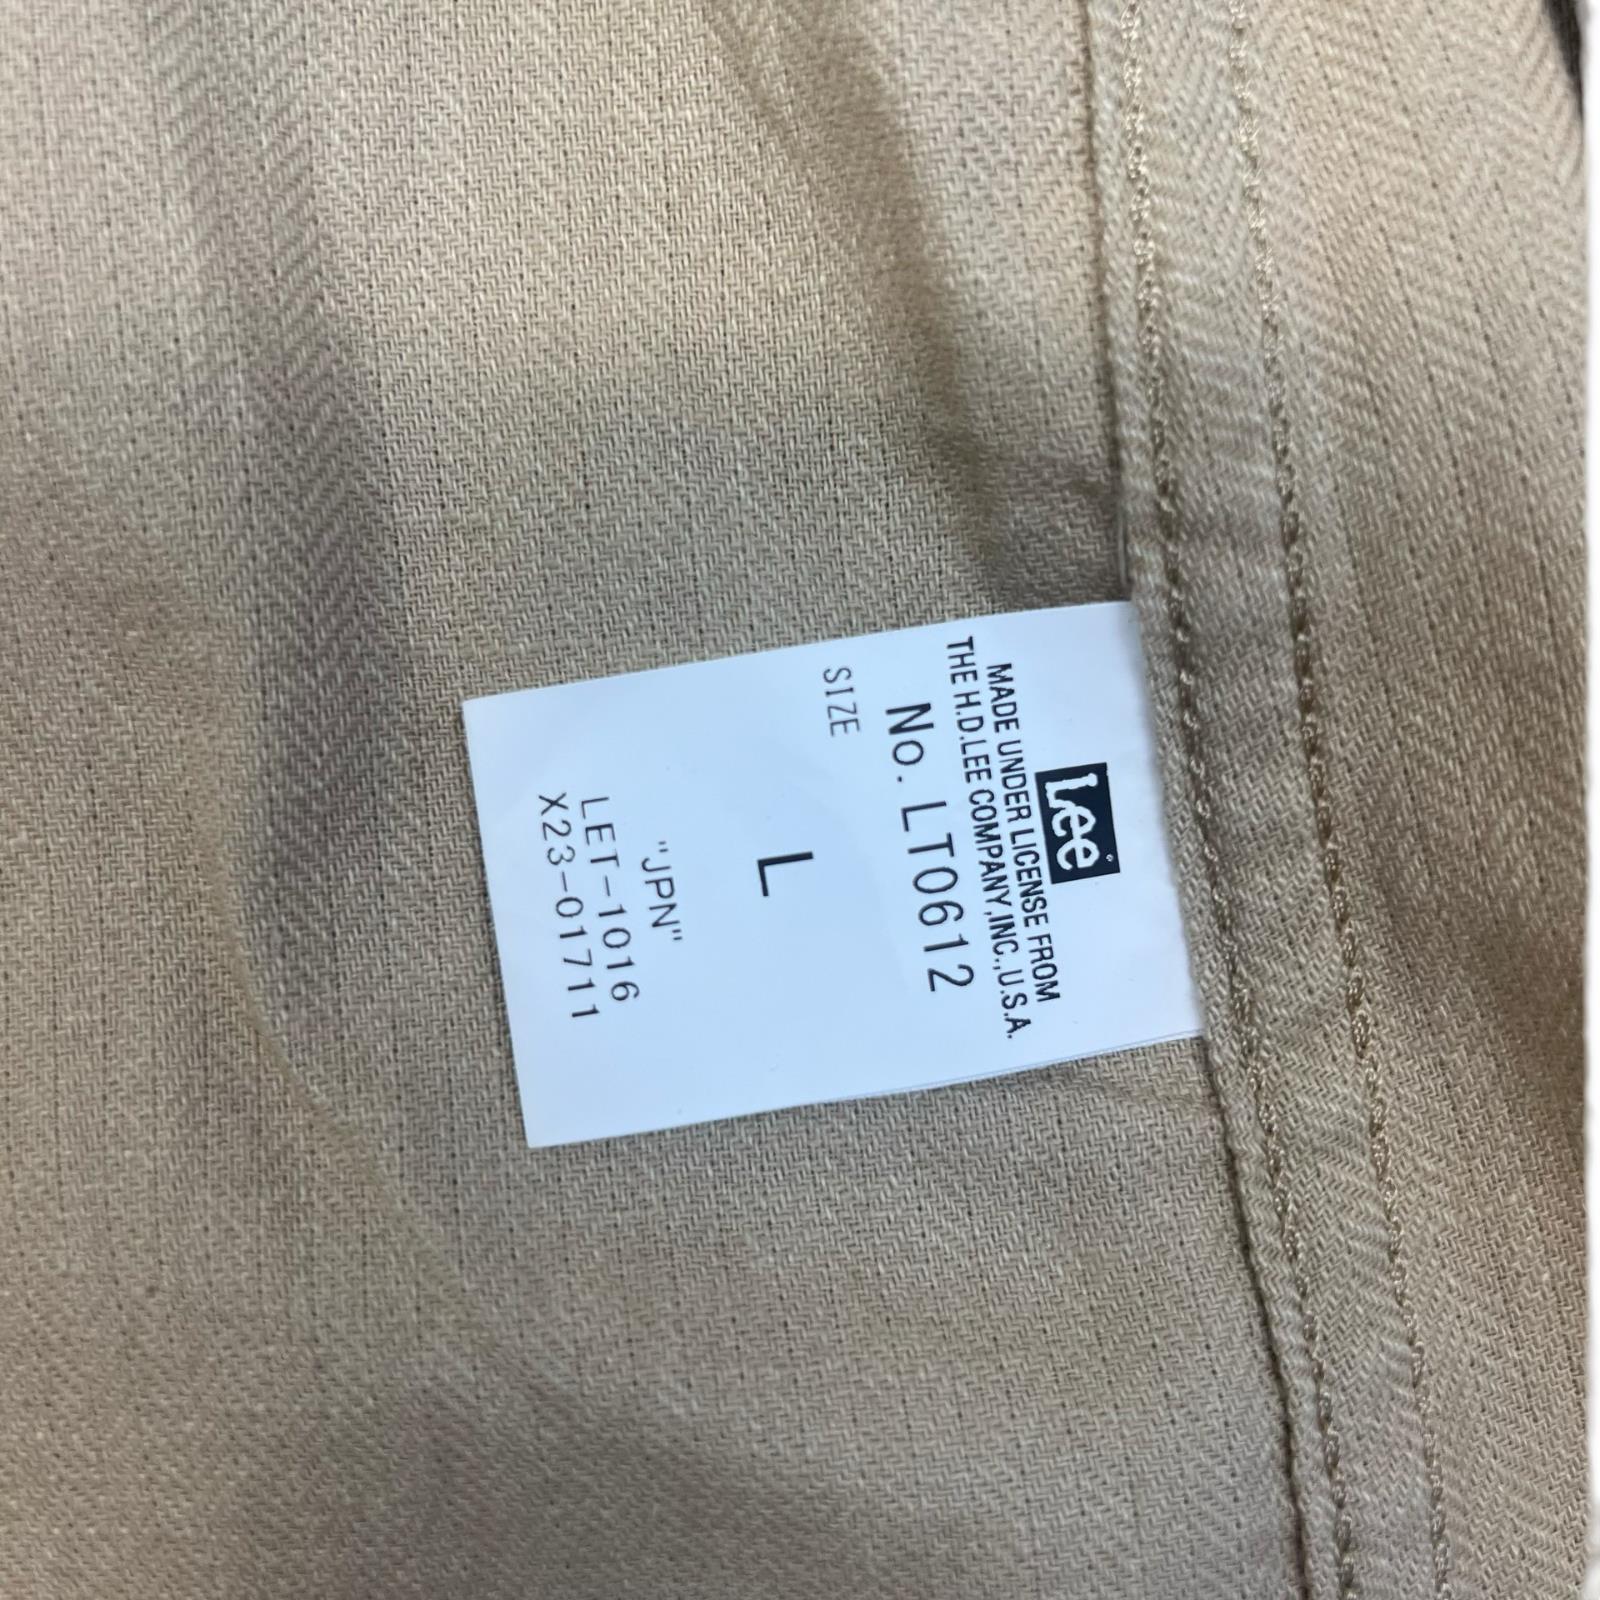 Lee
MADE UNDER LICENSE FROM
THE H.D.LEE COMPANY,INC.,U.S.A.
No. LT0612
SIZE
L
"JPN"
LET-1016
X23-01711